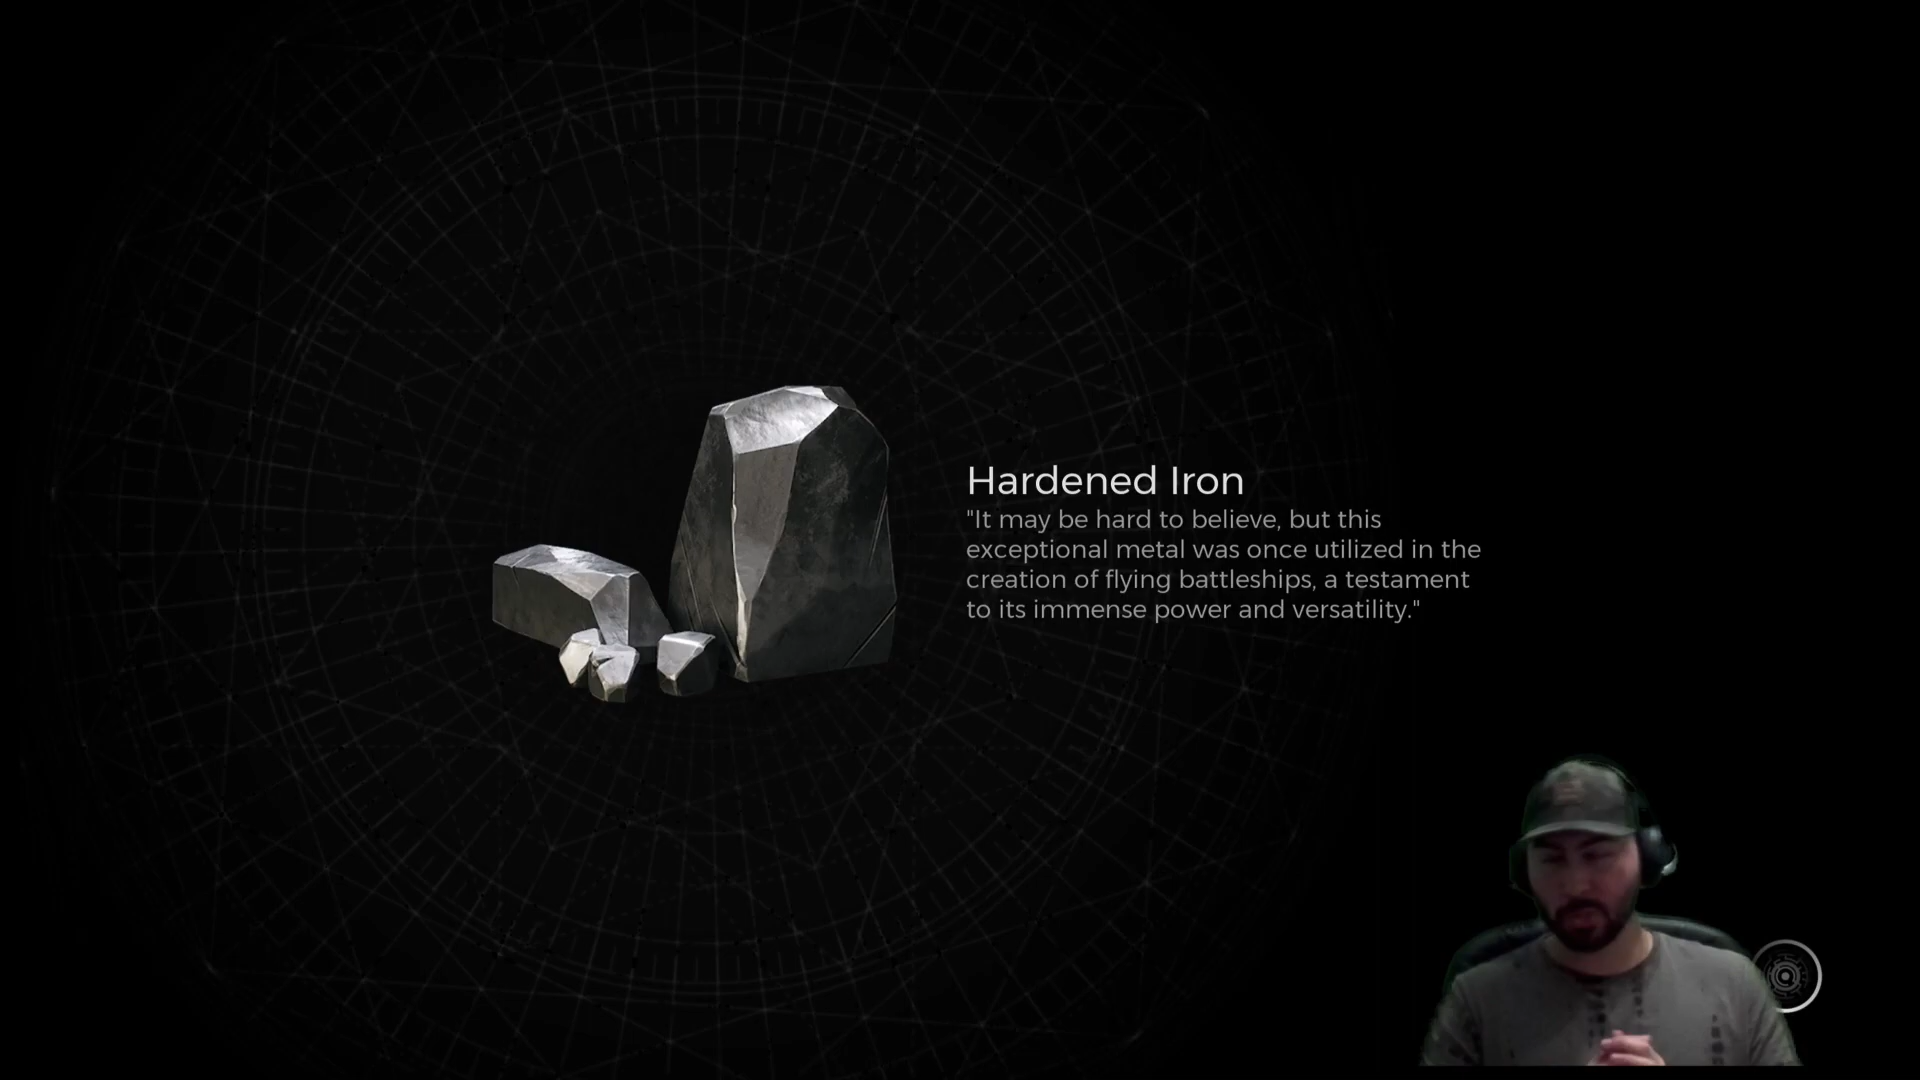 Hardened Iron
"It may be hard to believe, but this
exceptional metal was once utilized in the
creation of flying battleships, a testament
to its immense power and versatility."